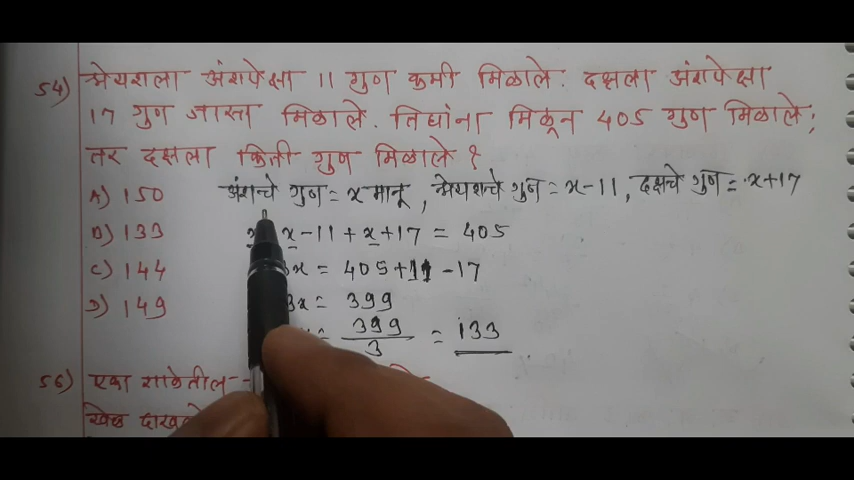 54) श्रेयशला अंशपेक्षा 11 गुण कमी मिळाले. दक्षला अंशपेक्षा
17 गुण जास्त मिळाले. तिघांना मिळून 405 गुण मिळाले;
तर दक्षला किती गुण मिळाले ?
A) 150 अंशचे गुण = x मानू, श्रेयशचे गुण = x-11, दक्षचे गुण = x+17
B) 133 x-11+x+17 = 405
C) 144 3x = 405+11-17
D) 149 3x = 399
= 399/3 = 133
56) एका शाळेतील